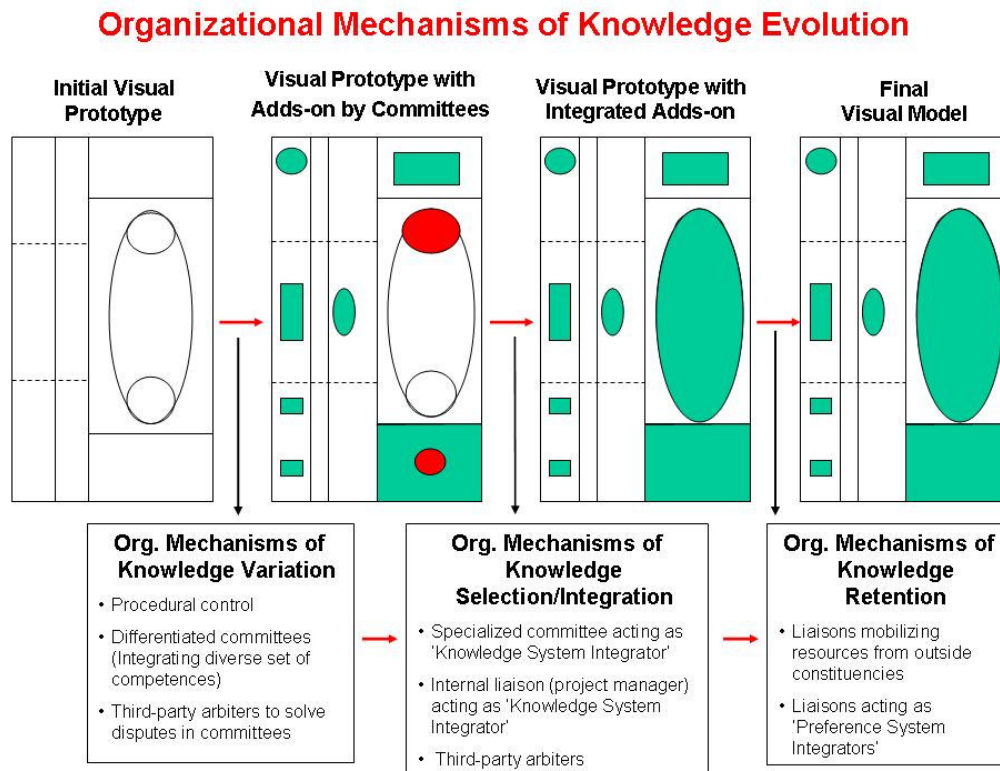 Organizational Mechanisms of Knowledge Evolution
Initial Visual
Prototype
Visual Prototype with
Adds-on by Committees
Visual Prototype with
Integrated Adds-on
Final
Visual Model
Org. Mechanisms of
Knowledge Variation
• Procedural control
• Differentiated committees
(Integrating diverse set of
competences)
• Third-party arbiters to solve
disputes in committees
Org. Mechanisms of
Knowledge
Selection/Integration
• Specialized committee acting as
'Knowledge System Integrator'
• Internal liaison (project manager)
acting as 'Knowledge System
Integrator'
• Third-party arbiters
Org. Mechanisms of
Knowledge
Retention
• Liaisons mobilizing
resources from outside
constituencies
• Liaisons acting as
'Preference System
Integrators'